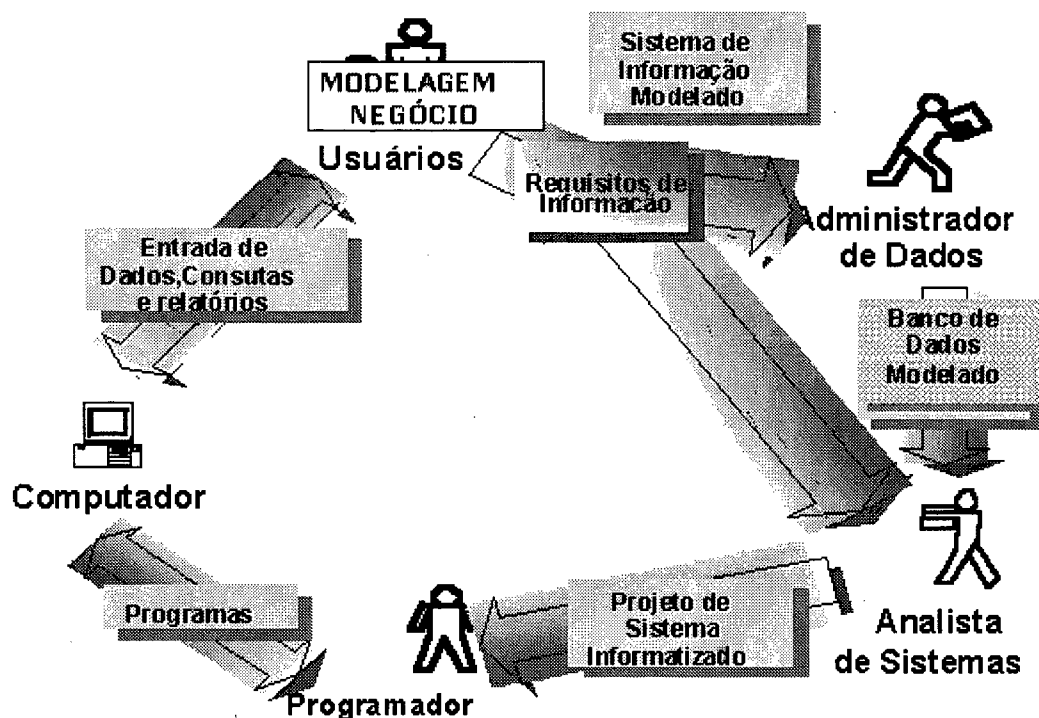 MODELAGEM
NEGÓCIO
Usuários
Sistema de
Informação
Modelado
Requisitos de
Informacão
Administrador
de Dados
Entrada de
Dados,Consutas
e relatórios
Banco de
Dados
Modelado
Computador
Programas
Programador
Projeto de
Sistema
Informatizado
Analista
de Sistemas